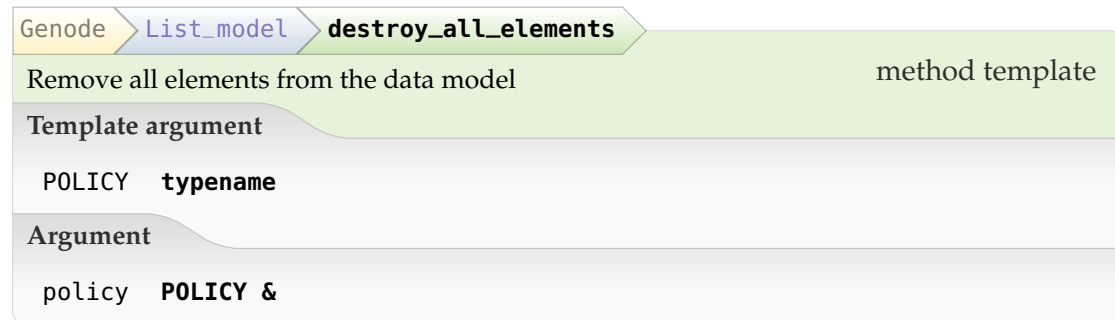 Genode List_model destroy_all_elements
Remove all elements from the data model method template
Template argument
POLICY typename
Argument
policy POLICY &